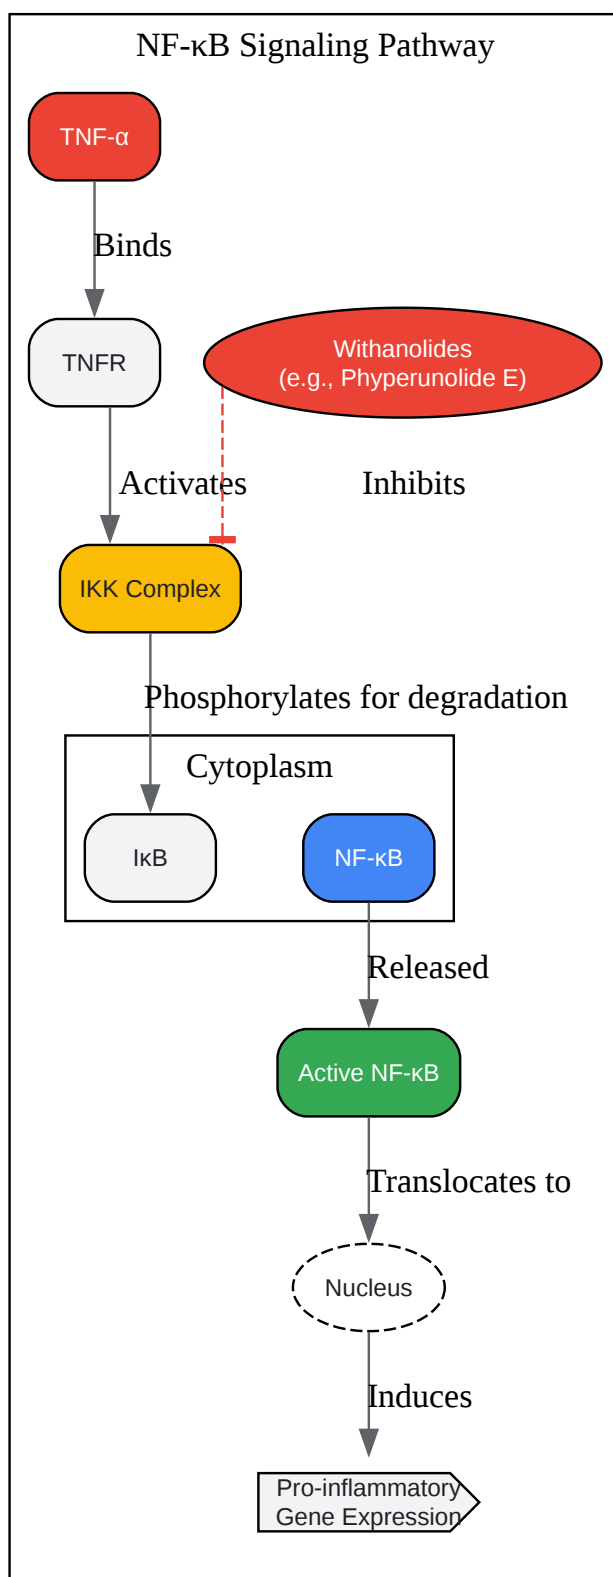 NF-κB Signaling Pathway
TNF-α
Binds
TNFR
Withanolides
(e.g., Phyperunolide E)
Activates
Inhibits
IKK Complex
Phosphorylates for degradation
Cytoplasm
IκB
NF-κB
Released
Active NF-κB
Translocates to
Nucleus
Induces
Pro-inflammatory
Gene Expression